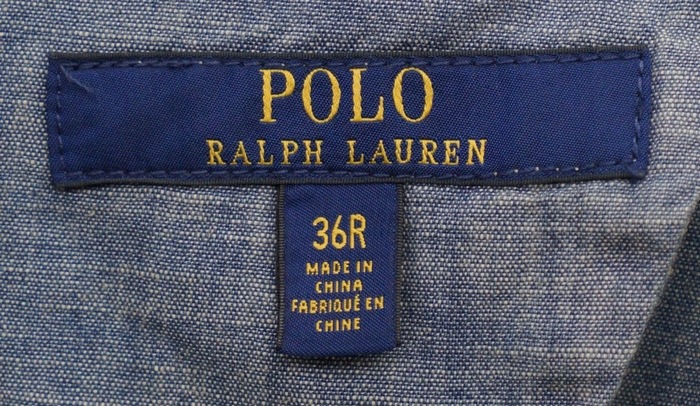 POLO
RALPH LAUREN
36R
MADE IN
CHINA
FABRIQUÉ EN
CHINE